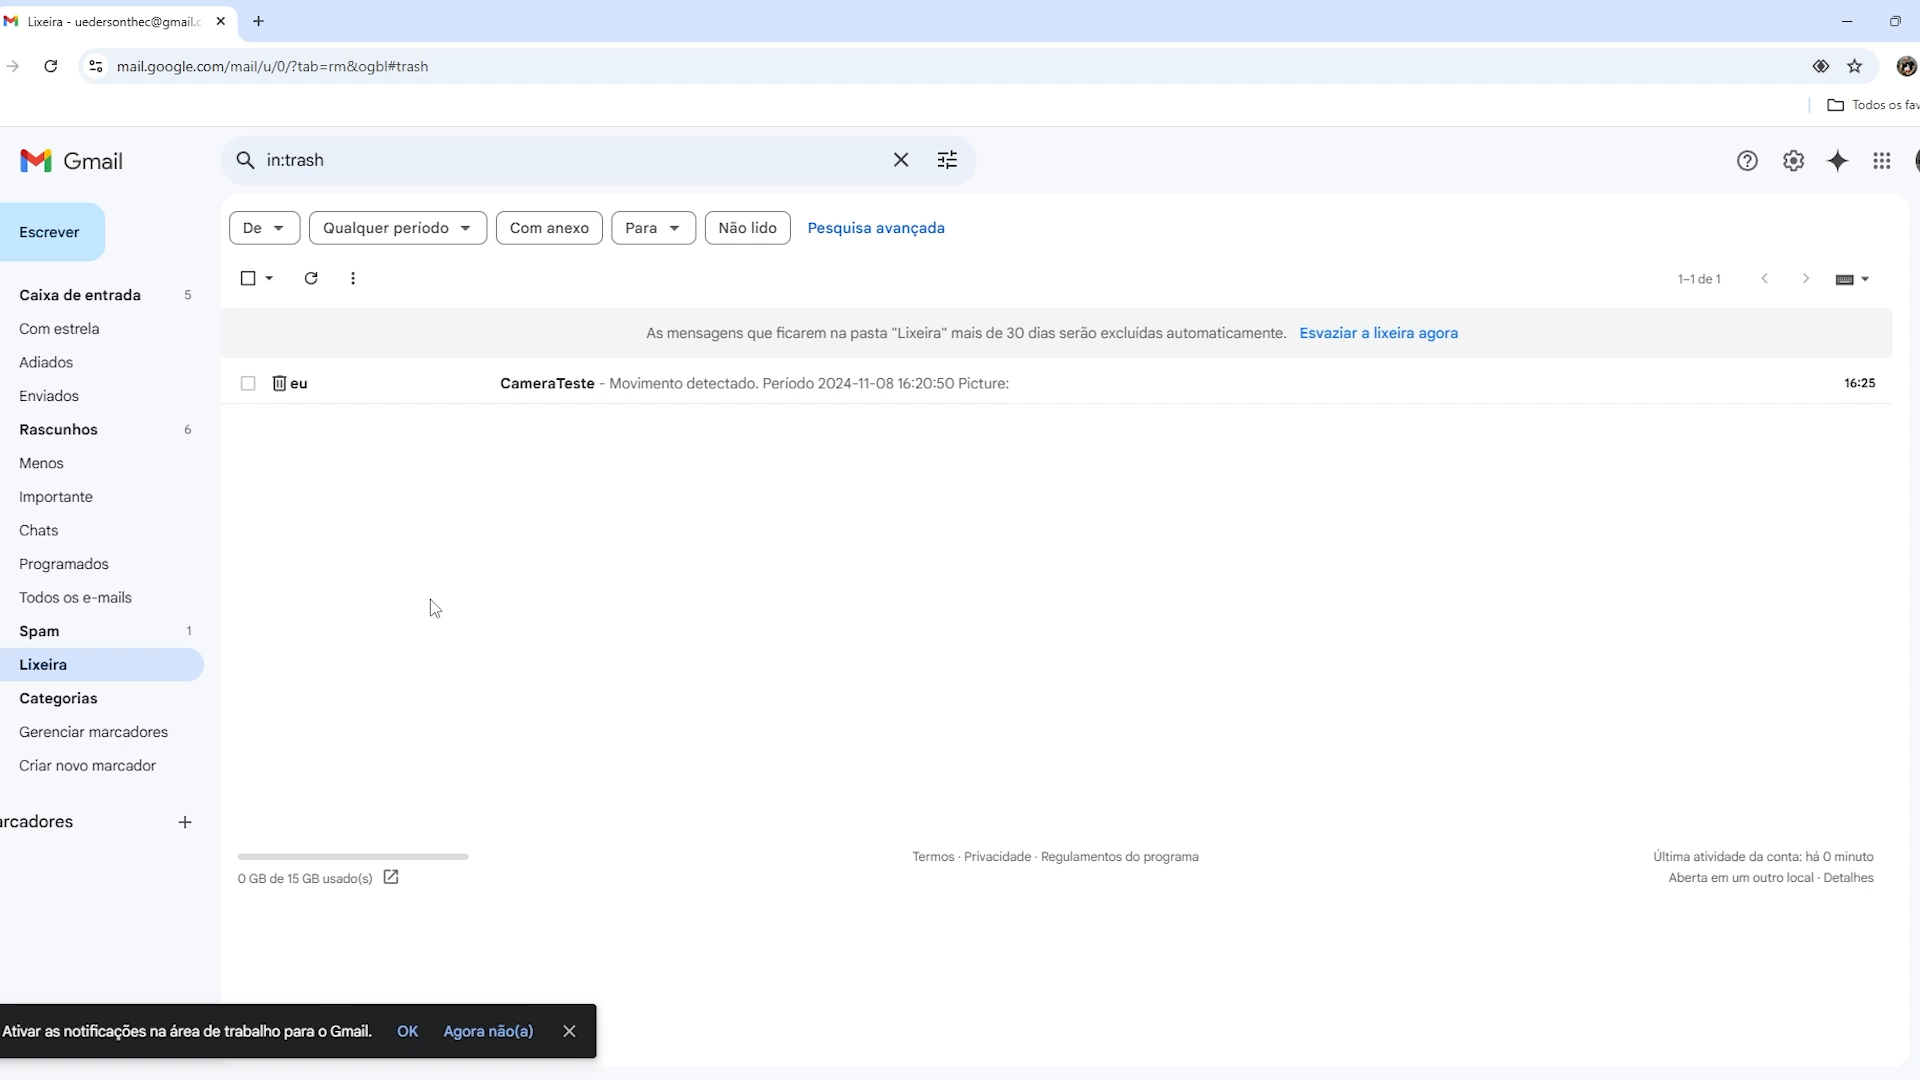 Lixeira - uedersonthec@gmail.c
mail.google.com/mail/u/0/?tab=rm&ogbl#trash
Todos os fav
Gmail
in:trash
Escrever
De
Qualquer período
Com anexo
Para
Não lido
Pesquisa avançada
1–1 de 1
As mensagens que ficarem na pasta "Lixeira" mais de 30 dias serão excluídas automaticamente. Esvaziar a lixeira agora
eu
CameraTeste - Movimento detectado. Período 2024-11-08 16:20:50 Picture:
16:25
Caixa de entrada 5
Com estrela
Adiados
Enviados
Rascunhos 6
Menos
Importante
Chats
Programados
Todos os e-mails
Spam 1
Lixeira
Categorias
Gerenciar marcadores
Criar novo marcador
arcadores
0 GB de 15 GB usado(s)
Termos · Privacidade · Regulamentos do programa
Última atividade da conta: há 0 minuto
Aberta em um outro local · Detalhes
Ativar as notificações na área de trabalho para o Gmail. OK Agora não(a)